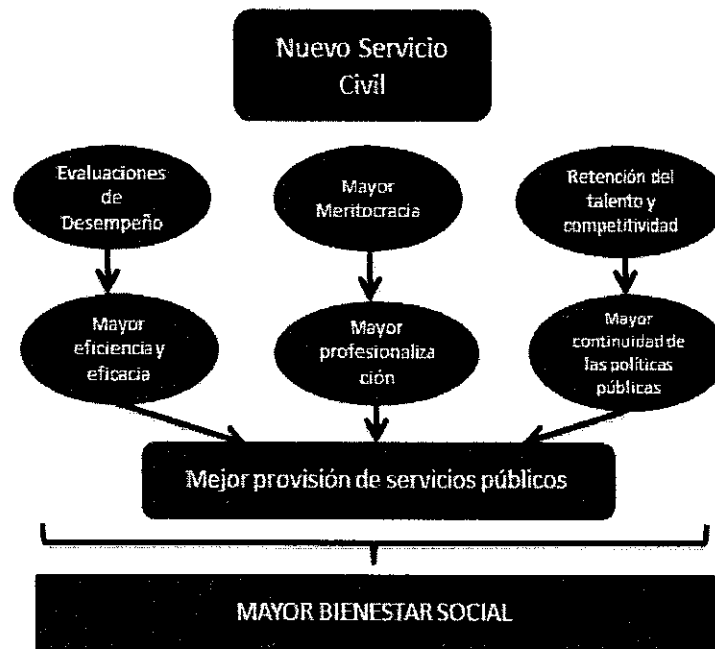 Nuevo Servicio
Civil
Evaluaciones
de
Desempeño
Mayor
Meritocracia
Retención del
talento y
competitividad
Mayor
eficiencia y
eficacia
Mayor
profesionaliza
ción
Mayor
continuidad de
las políticas
públicas
Mejor provisión de servicios públicos
MAYOR BIENESTAR SOCIAL